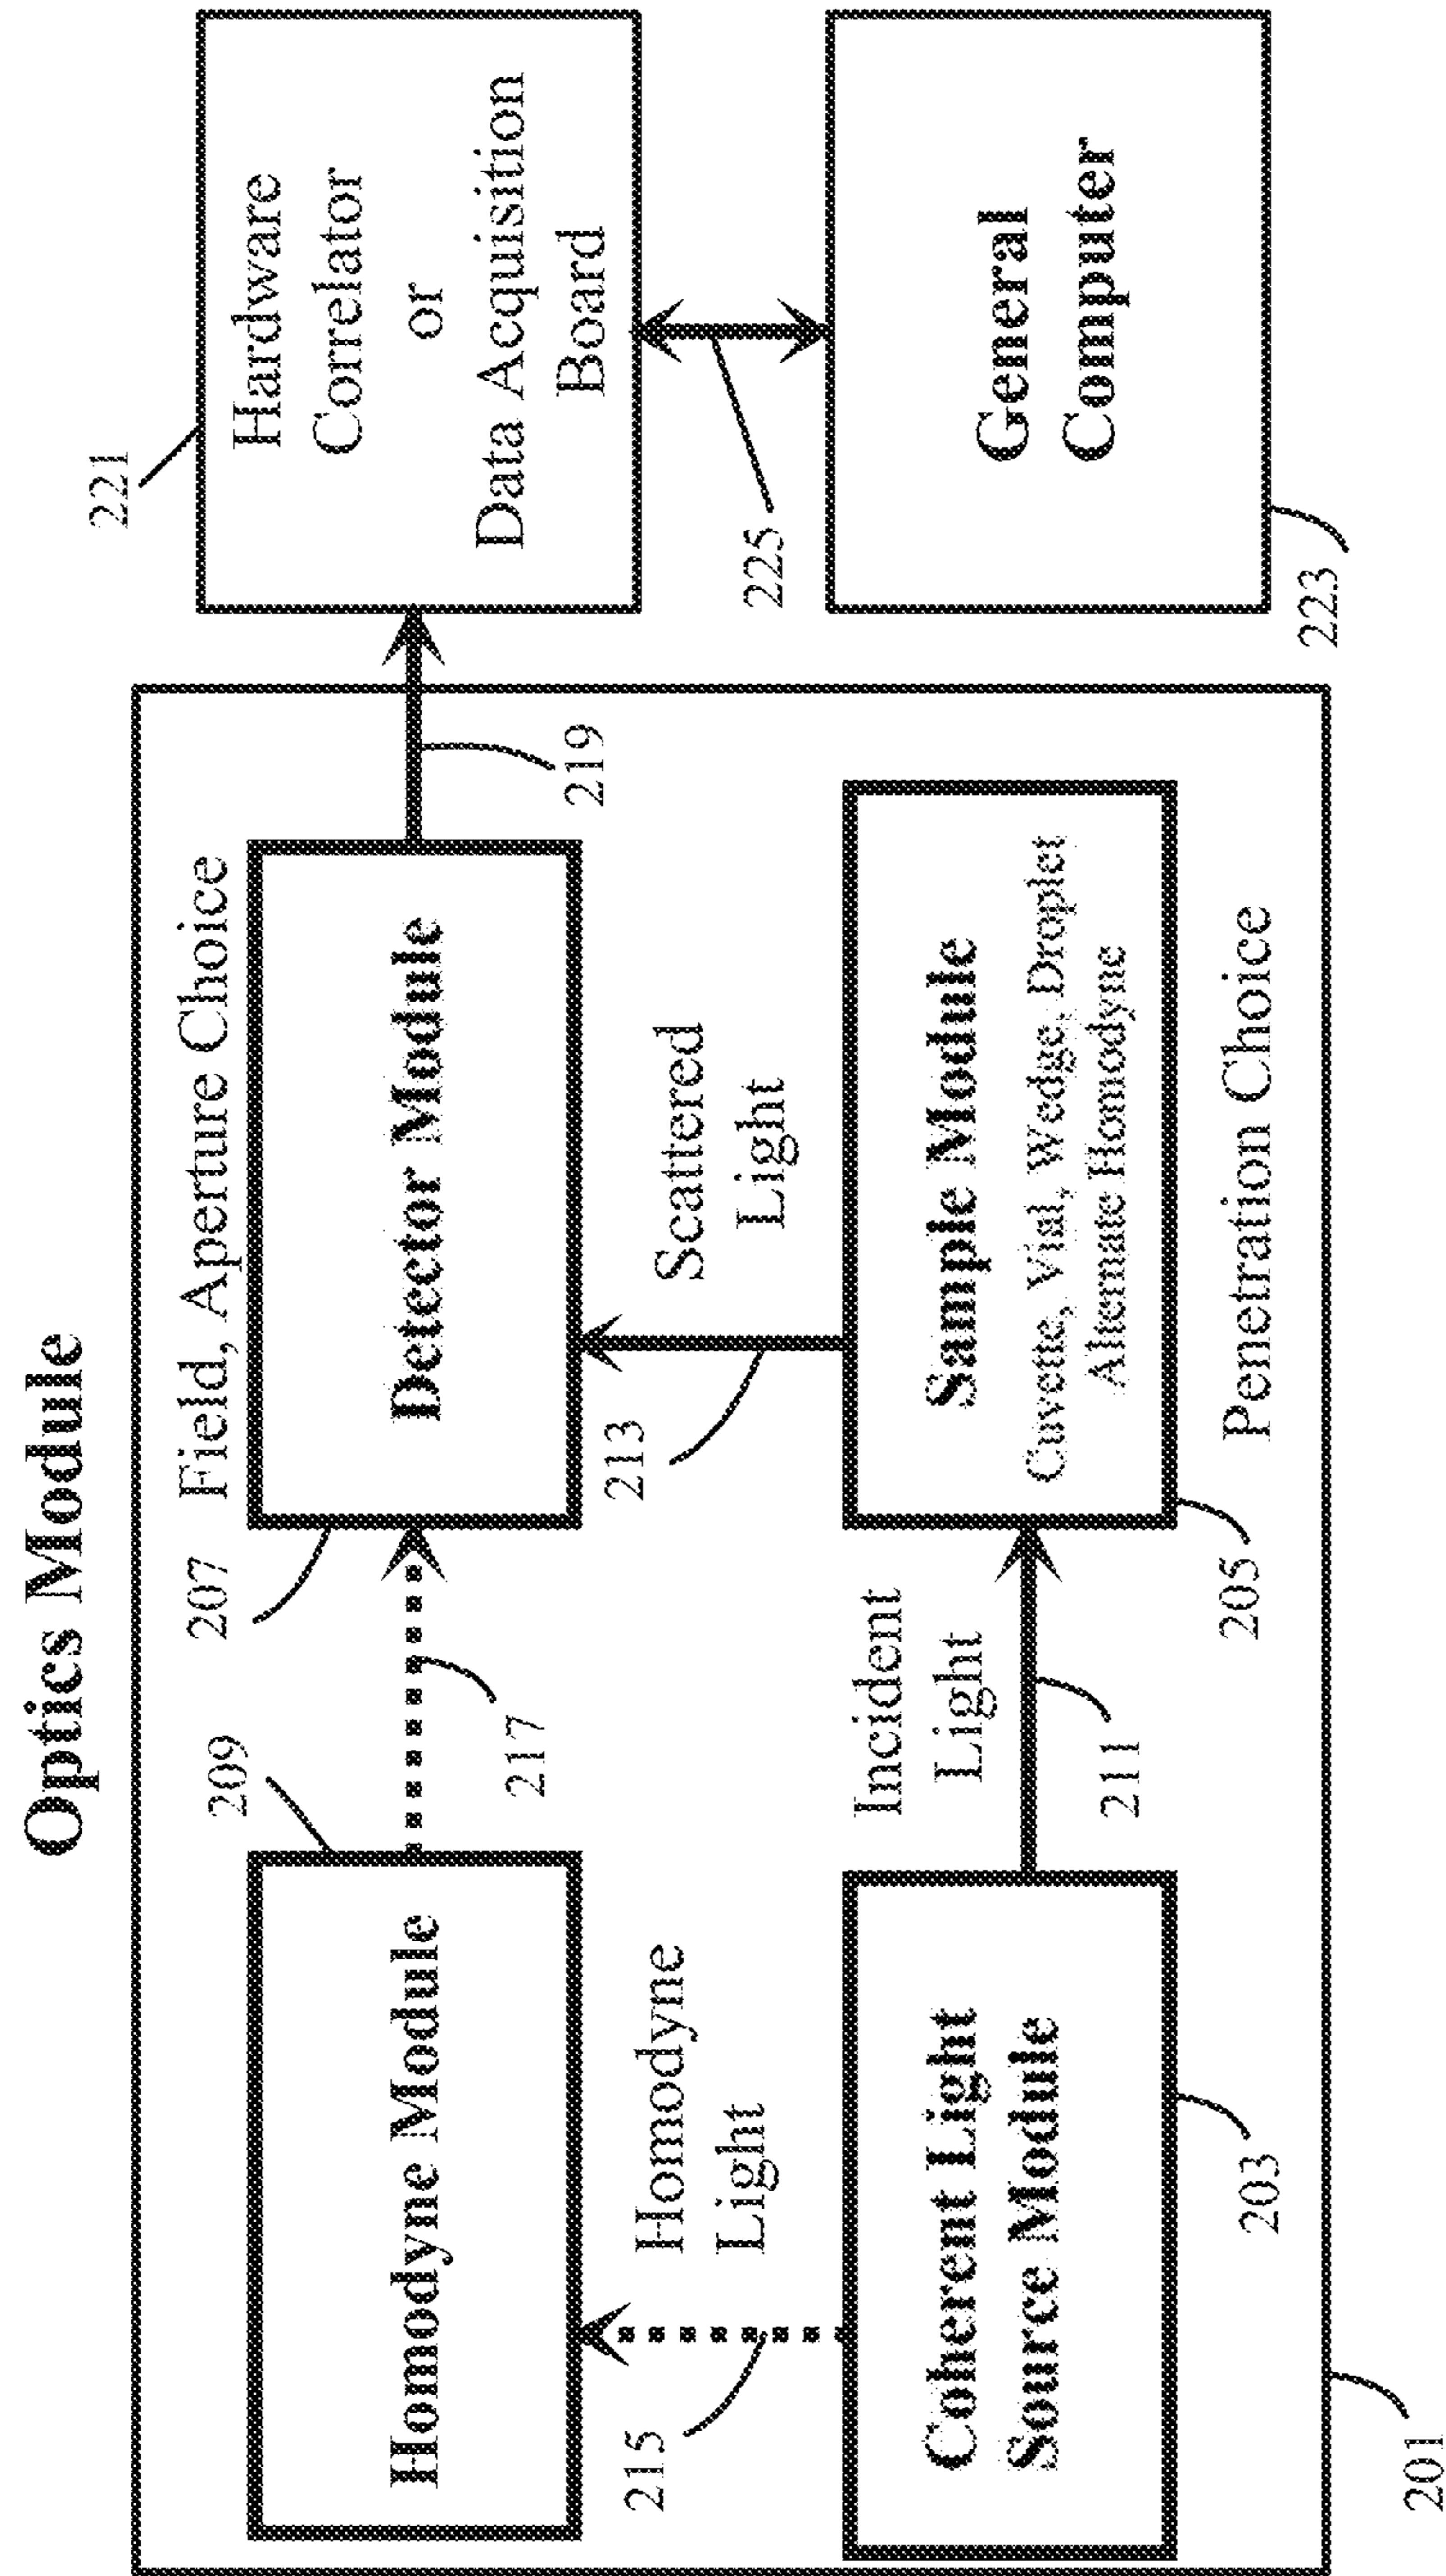 Optics Module
209
207
Field, Aperture Choice
221
Homodyne Module
217
Detector Module
219
Hardware
Correlator
or
Data Acquisition
Board
215
Homodyne
Light
213
Scattered
Light
225
Incident
Light
Coherent Light
Source Module
211
Sample Module
Cuvette, Vial, Wedge, Droplet
Alternate Homodyne
General
Computer
203
205
Penetration Choice
223
201